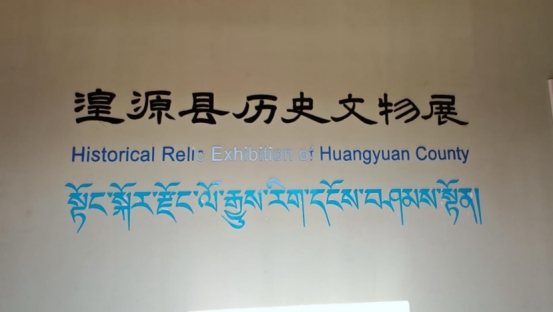 湟源县历史文物展
Historical Relic Exhibition of Huangyuan County
སྟོང་སྐོར་རྫོང་ལོ་རྒྱུས་རིག་དངོས་བཤམས་སྟོན།